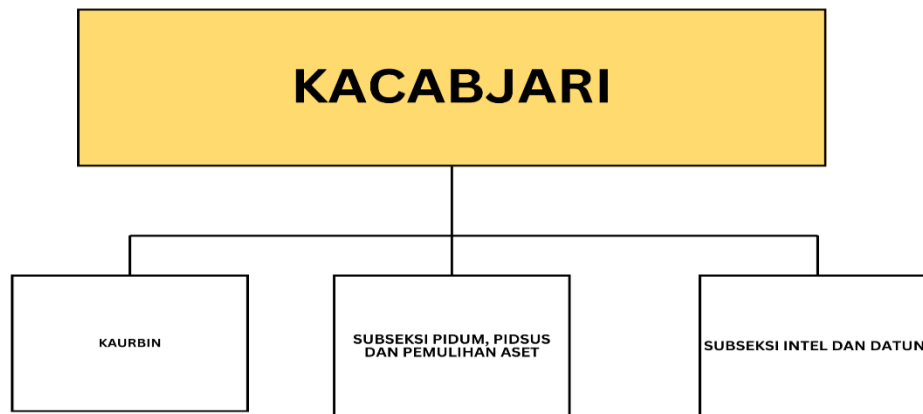 KACABJARI
KAURBIN
SUBSEKSI PIDUM, PIDSUS
DAN PEMULIHAN ASET
SUBSEKSI INTEL DAN DATUN